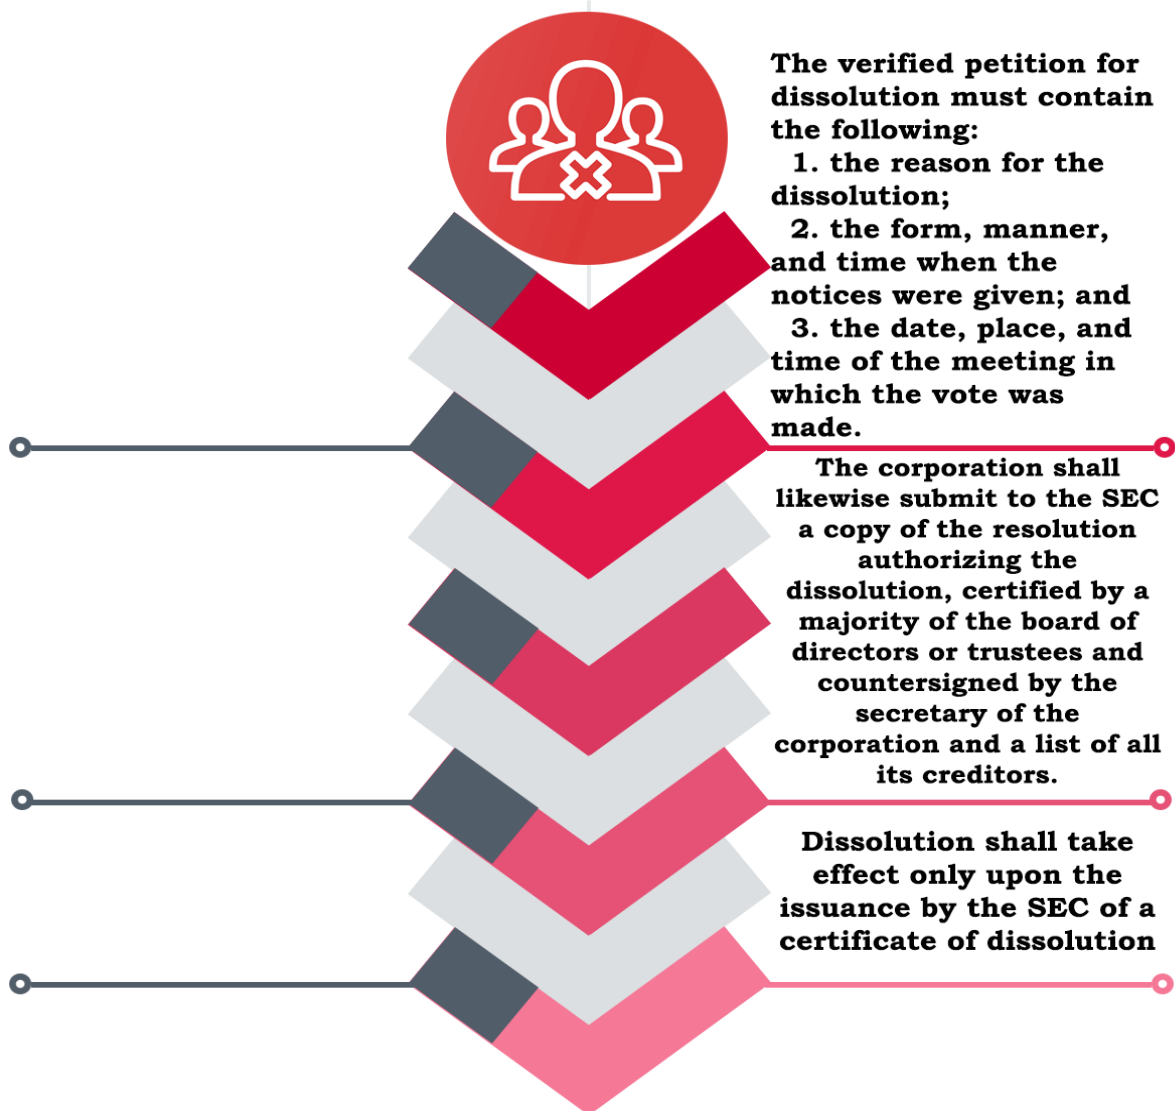 The verified petition for
dissolution must contain
the following:
1. the reason for the
dissolution;
2. the form, manner,
and time when the
notices were given; and
3. the date, place, and
time of the meeting in
which the vote was
made.
The corporation shall
likewise submit to the SEC
a copy of the resolution
authorizing the
dissolution, certified by a
majority of the board of
directors or trustees and
countersigned by the
secretary of the
corporation and a list of all
its creditors.
Dissolution shall take
effect only upon the
issuance by the SEC of a
certificate of dissolution